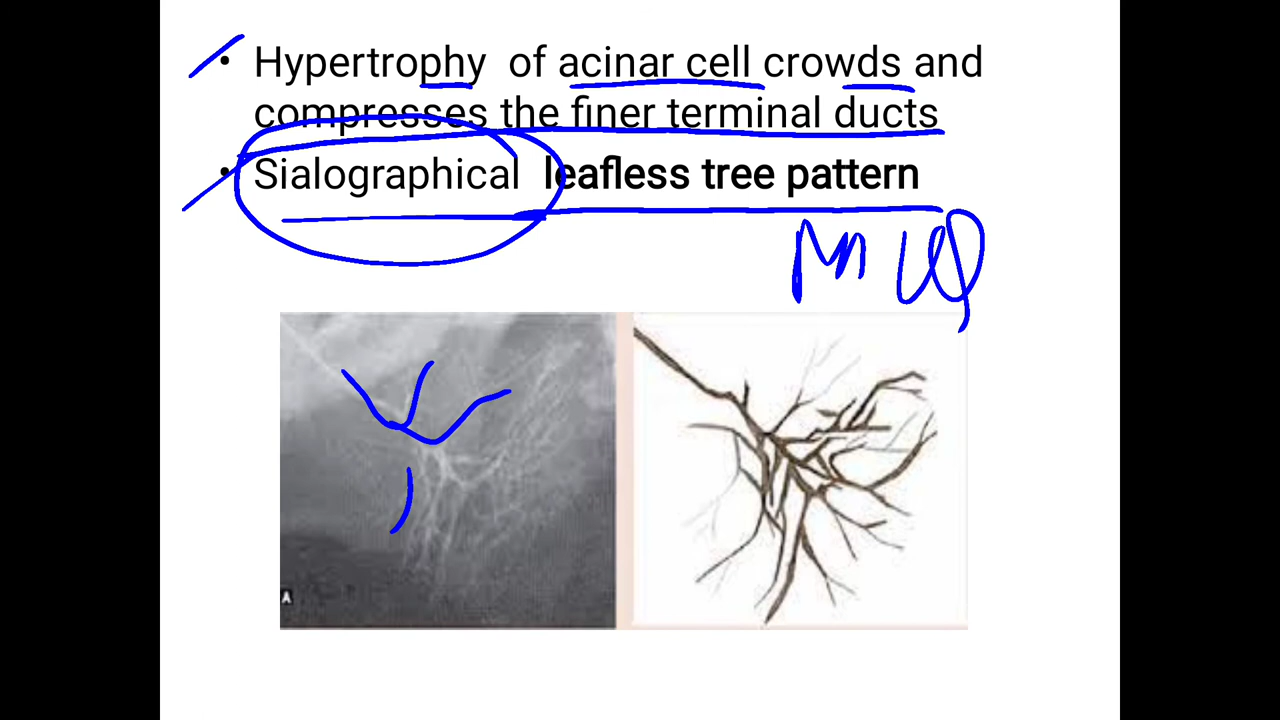 • Hypertrophy of acinar cell crowds and
compresses the finer terminal ducts
• Sialographical leafless tree pattern
A